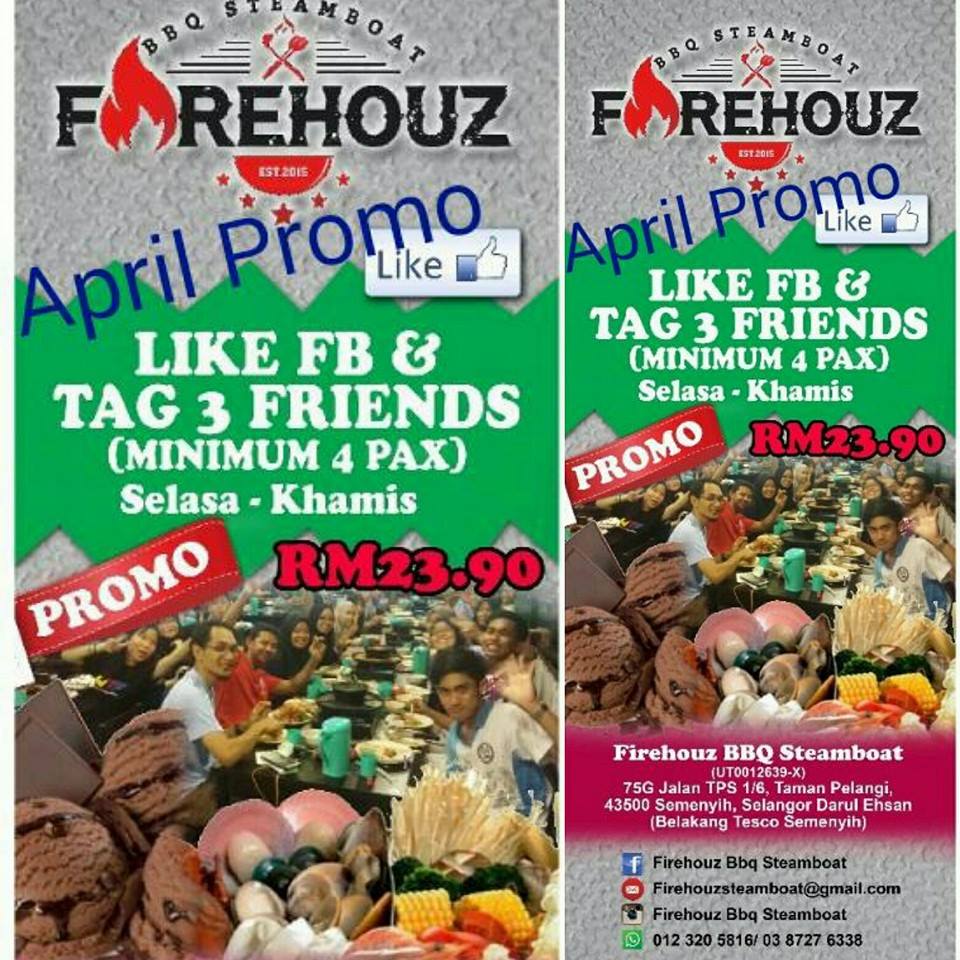 BBQ STEAMBOAT
FIREHOUZ
EST.2015
April Promo
Like
LIKE FB &
TAG 3 FRIENDS
(MINIMUM 4 PAX)
Selasa - Khamis
PROMO
RM23.90
BBQ STEAMBOAT
FIREHOUZ
EST.2015
April Promo
Like
LIKE FB &
TAG 3 FRIENDS
(MINIMUM 4 PAX)
Selasa - Khamis
PROMO
RM23.90
Firehouz BBQ Steamboat
(UT0012639-X)
75G Jalan TPS 1/6, Taman Pelangi,
43500 Semenyih, Selangor Darul Ehsan
(Belakang Tesco Semenyih)
Firehouz Bbq Steamboat
Firehouzsteamboat@gmail.com
Firehouz Bbq Steamboat
012 320 5816/ 03 8727 6338